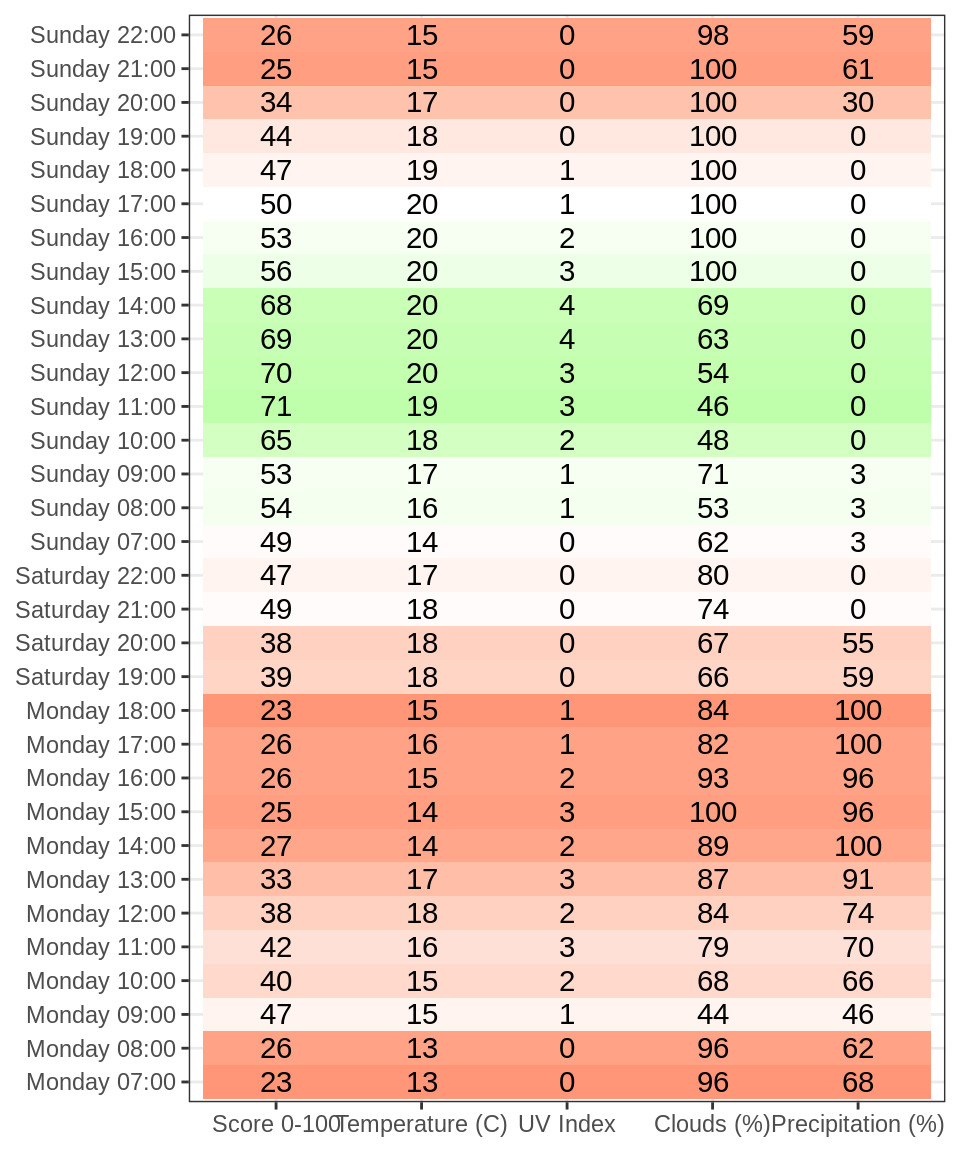 Sunday 22:00 26 15 0 98 59
Sunday 21:00 25 15 0 100 61
Sunday 20:00 34 17 0 100 30
Sunday 19:00 44 18 0 100 0
Sunday 18:00 47 19 1 100 0
Sunday 17:00 50 20 1 100 0
Sunday 16:00 53 20 2 100 0
Sunday 15:00 56 20 3 100 0
Sunday 14:00 68 20 4 69 0
Sunday 13:00 69 20 4 63 0
Sunday 12:00 70 20 3 54 0
Sunday 11:00 71 19 3 46 0
Sunday 10:00 65 18 2 48 0
Sunday 09:00 53 17 1 71 3
Sunday 08:00 54 16 1 53 3
Sunday 07:00 49 14 0 62 3
Saturday 22:00 47 17 0 80 0
Saturday 21:00 49 18 0 74 0
Saturday 20:00 38 18 0 67 55
Saturday 19:00 39 18 0 66 59
Monday 18:00 23 15 1 84 100
Monday 17:00 26 16 1 82 100
Monday 16:00 26 15 2 93 96
Monday 15:00 25 14 3 100 96
Monday 14:00 27 14 2 89 100
Monday 13:00 33 17 3 87 91
Monday 12:00 38 18 2 84 74
Monday 11:00 42 16 3 79 70
Monday 10:00 40 15 2 68 66
Monday 09:00 47 15 1 44 46
Monday 08:00 26 13 0 96 62
Monday 07:00 23 13 0 96 68
Score 0-100 Temperature (C) UV Index Clouds (%) Precipitation (%)